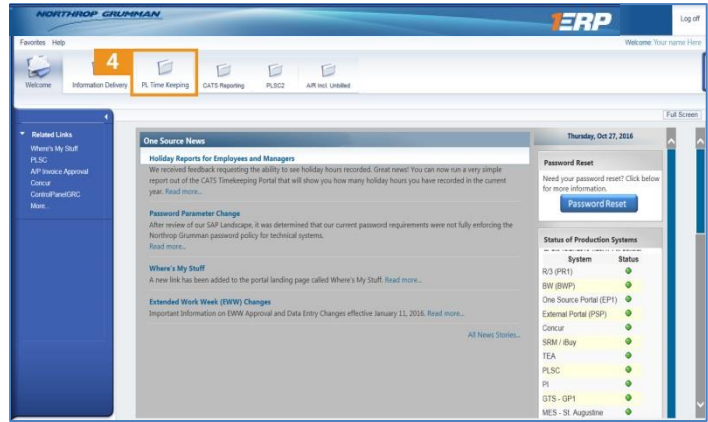 NORTHROP GRUMMAN
1ERP
Log off
Favorites Help
Welcome: Your name Here
4
Welcome
Information Delivery
PL Time Keeping
CATS Reporting
PLSC2
A/R Incl. Unbilled
Full Screen
Related Links
Where's My Stuff
PLSC
A/P Invoice Approval
Concur
ControlPanelGRC
More...
One Source News
Holiday Reports for Employees and Managers
We received feedback requesting the ability to see holiday hours recorded. Great news! You can now run a very simple
report out of the CATS Timekeeping Portal that will show you how many holiday hours you have recorded in the current
year. Read more...
Password Parameter Change
After review of our SAP Landscape, it was determined that our current password requirements were not fully enforcing the
Northrop Grumman password policy for technical systems.
Read more...
Where's My Stuff
A new link has been added to the portal landing page called Where's My Stuff. Read more...
Extended Work Week (EWW) Changes
Important Information on EWW Approval and Data Entry Changes effective January 11, 2016. Read more...
All News Stories...
Thursday, Oct 27, 2016
Password Reset
Need your password reset? Click below
for more information.
Password Reset
Status of Production Systems
System Status
R/3 (PR1)
BW (BWP)
One Source Portal (EP1)
External Portal (PSP)
Concur
SRM / iBuy
TEA
PLSC
PI
GTS - GP1
MES - St. Augustine